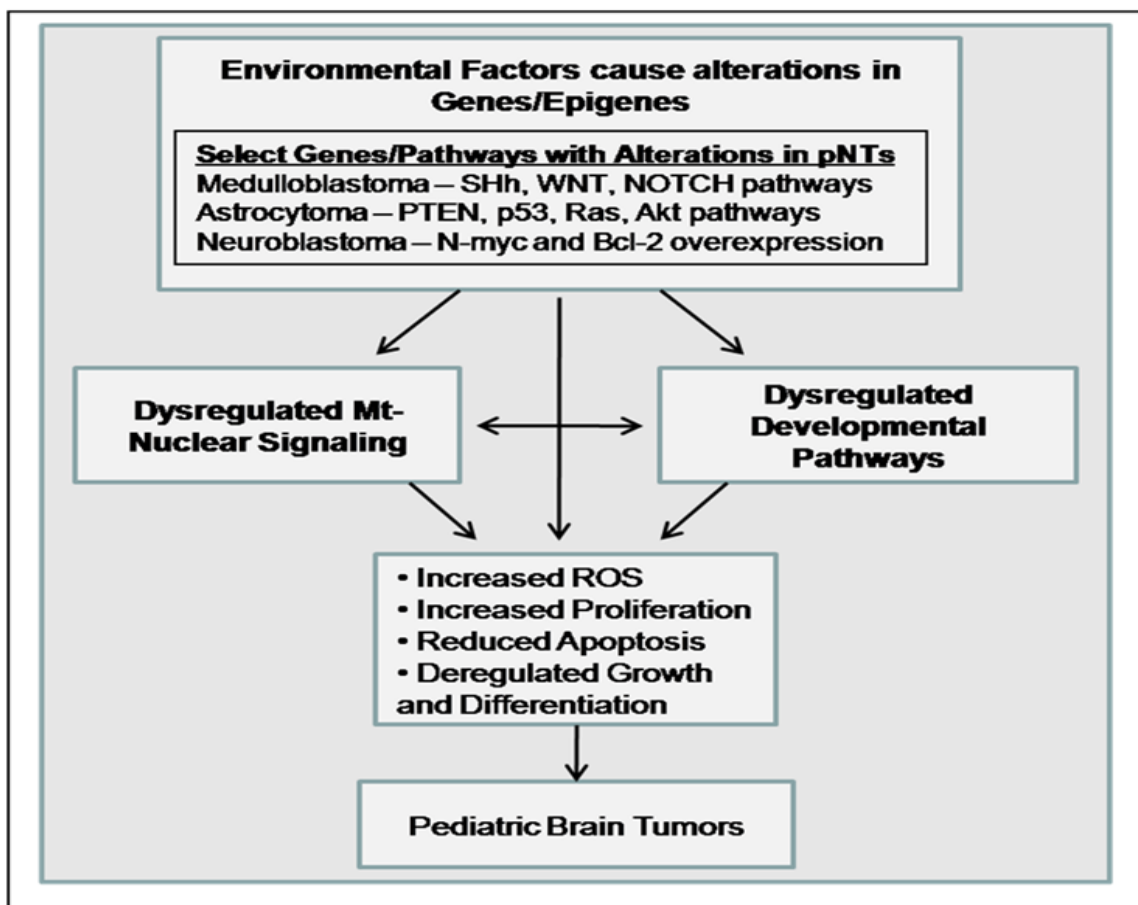 Environmental Factors cause alterations in
Genes/Epigenes
Select Genes/Pathways with Alterations in pNTs
Medulloblastoma – SHh, WNT, NOTCH pathways
Astrocytoma – PTEN, p53, Ras, Akt pathways
Neuroblastoma – N-myc and Bcl-2 overexpression
Dysregulated Mt-
Nuclear Signaling
Dysregulated
Developmental
Pathways
• Increased ROS
• Increased Proliferation
• Reduced Apoptosis
• Deregulated Growth
and Differentiation
Pediatric Brain Tumors